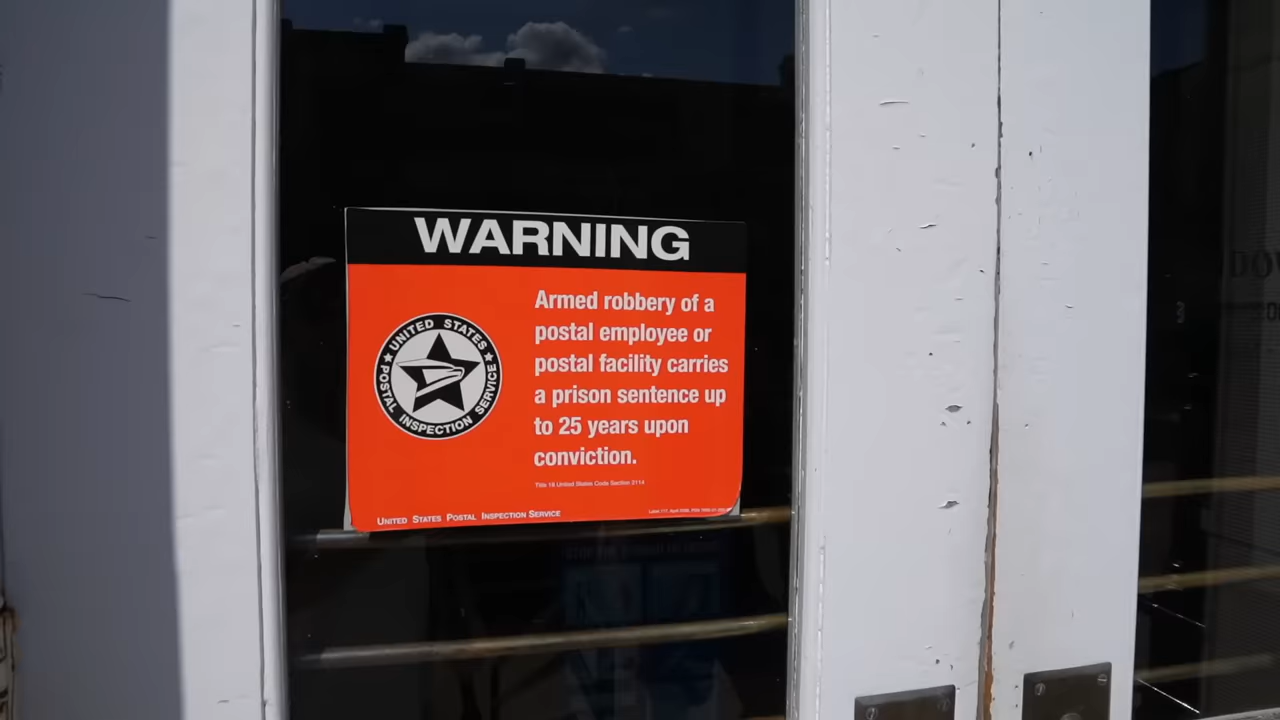 WARNING
Armed robbery of a
postal employee or
postal facility carries
a prison sentence up
to 25 years upon
conviction.
Title 18 United States Code Section 2114
UNITED STATES
POSTAL INSPECTION SERVICE
UNITED STATES POSTAL INSPECTION SERVICE